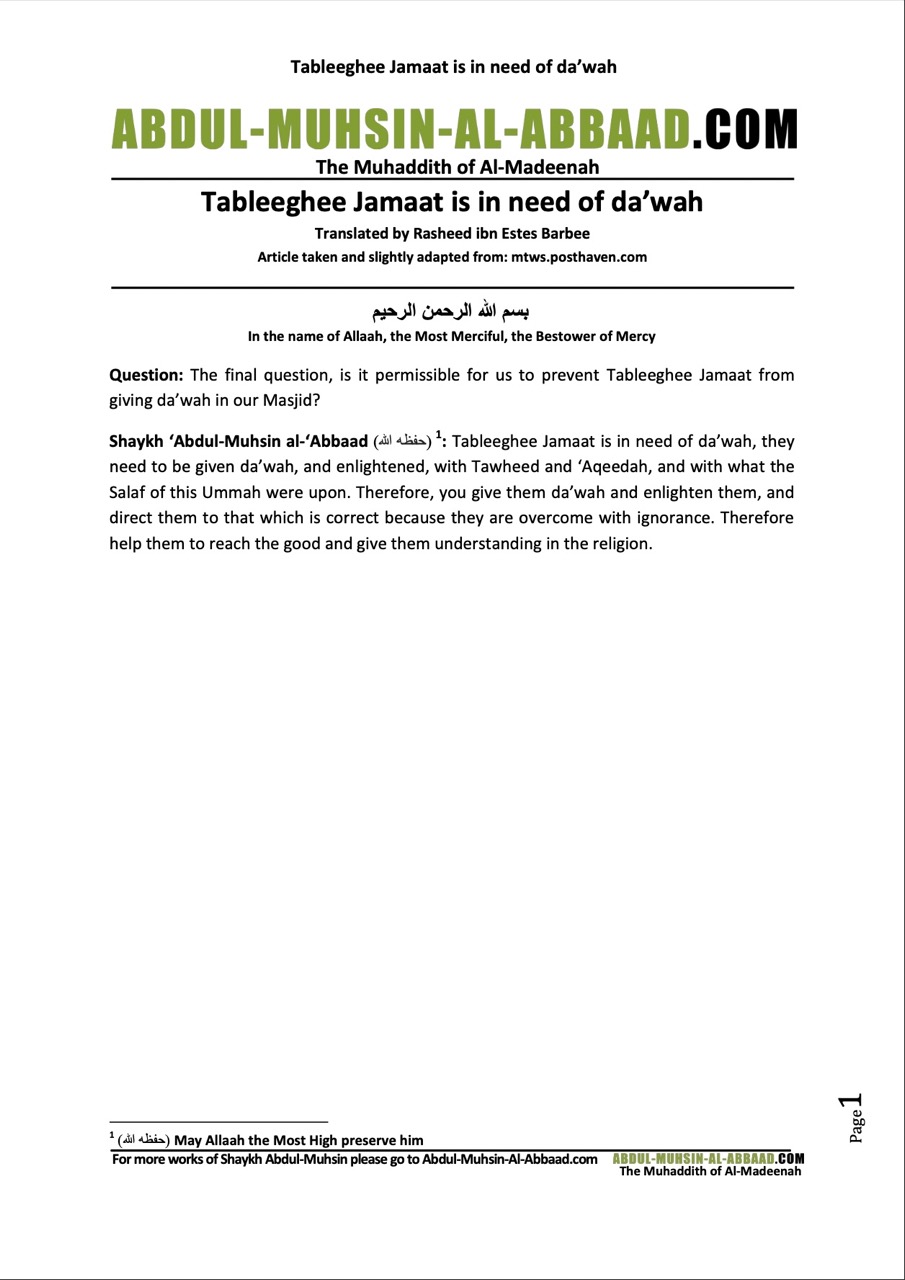 Tableeghee Jamaat is in need of da’wah
ABDUL-MUHSIN-AL-ABBAAD.COM
The Muhaddith of Al-Madeenah
Tableeghee Jamaat is in need of da’wah
Translated by Rasheed ibn Estes Barbee
Article taken and slightly adapted from: mtws.posthaven.com
بسم الله الرحمن الرحيم
In the name of Allaah, the Most Merciful, the Bestower of Mercy
Question: The final question, is it permissible for us to prevent Tableeghee Jamaat from
giving da’wah in our Masjid?
Shaykh ‘Abdul-Muhsin al-‘Abbaad (حفظه الله) 1: Tableeghee Jamaat is in need of da’wah, they
need to be given da’wah, and enlightened, with Tawheed and ‘Aqeedah, and with what the
Salaf of this Ummah were upon. Therefore, you give them da’wah and enlighten them, and
direct them to that which is correct because they are overcome with ignorance. Therefore
help them to reach the good and give them understanding in the religion.
Page 1
1 (حفظه الله) May Allaah the Most High preserve him
For more works of Shaykh Abdul-Muhsin please go to Abdul-Muhsin-Al-Abbaad.com ABDUL-MUHSIN-AL-ABBAAD.COM
The Muhaddith of Al-Madeenah